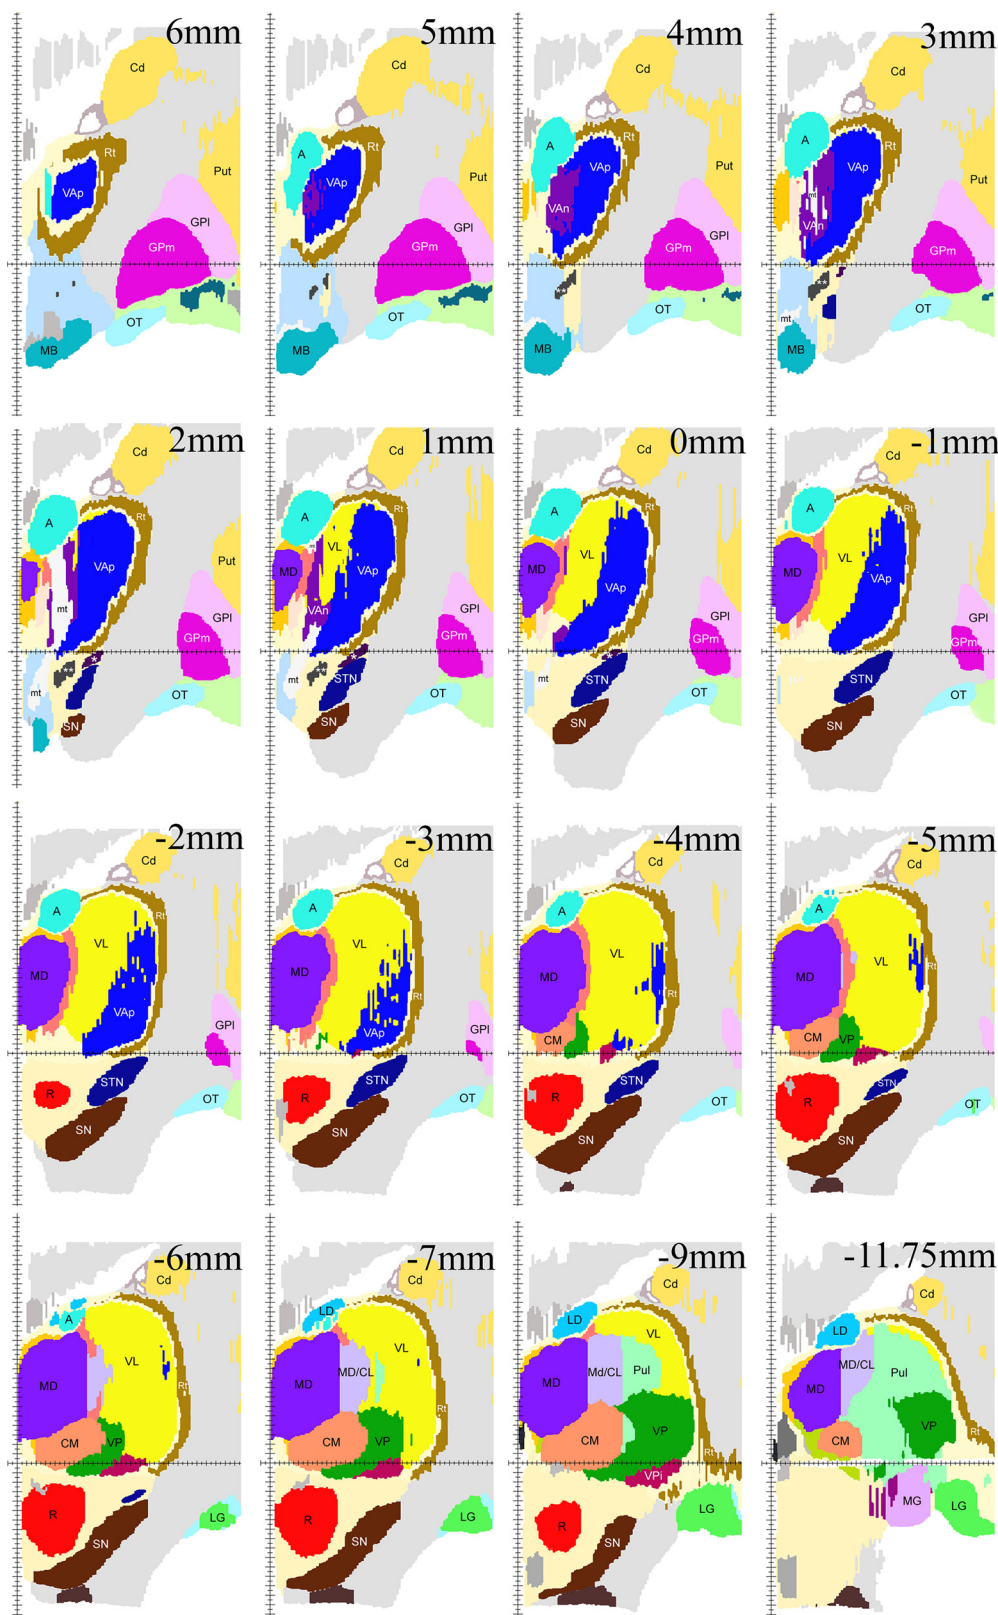 6mm
Cd
Rt
VAp
Put
GPl
GPm
OT
MB
5mm
Cd
A
Rt
VAp
Put
GPl
GPm
OT
MB
4mm
Cd
A
Rt
VAp
VAn
Put
GPl
GPm
**
OT
MB
3mm
Cd
A
Rt
VAp
mt
VAn
Put
GPl
GPm
**
mt
OT
MB
2mm
Cd
A
Rt
VAp
Put
mt
GPl
GPm
** *
mt
OT
SN
1mm
Cd
A
Rt
VL
MD
VAp
VAn
GPl
GPm
** *
STN
mt
OT
SN
0mm
Cd
A
Rt
VL
MD
VAp
GPl
GPm
*
STN
mt
OT
SN
-1mm
Cd
A
Rt
VL
MD
VAp
GPl
GPm
STN
OT
SN
-2mm
Cd
A
Rt
VL
MD
VAp
GPl
STN
R
OT
SN
-3mm
Cd
A
Rt
VL
MD
VAp
GPl
STN
R
OT
SN
-4mm
Cd
A
VL
MD
Rt
CM
STN
R
OT
SN
-5mm
Cd
A
VL
MD
Rt
CM
VP
STN
R
OT
SN
-6mm
Cd
A
VL
MD
Rt
CM
VP
R
LG
SN
-7mm
Cd
LD
VL
MD/CL
MD
Rt
CM
VP
R
LG
SN
-9mm
Cd
LD
VL
Pul
Md/CL
MD
VP
CM
Rt
VPi
LG
R
SN
-11.75mm
Cd
LD
MD/CL
Pul
MD
VP
Rt
CM
MG
LG